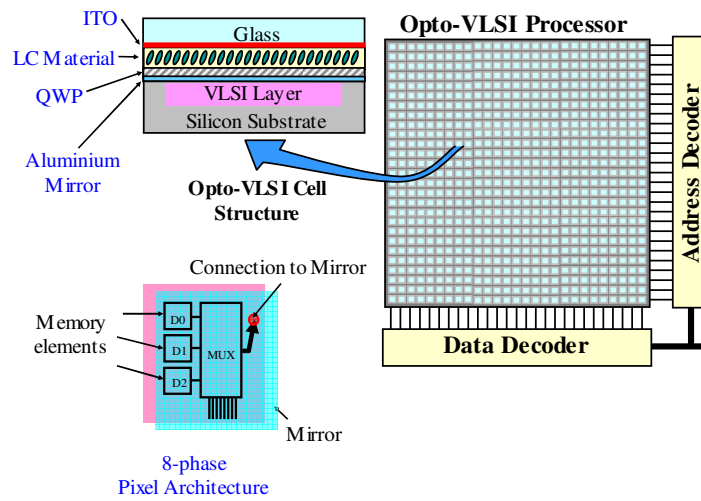 ITO
LC Material
QWP
Aluminium
Mirror
Glass
VLSI Layer
Silicon Substrate
Opto-VLSI Cell
Structure
Opto-VLSI Processor
Address Decoder
Data Decoder
Connection to Mirror
Memory
elements
D0
D1
D2
MUX
Mirror
8-phase
Pixel Architecture